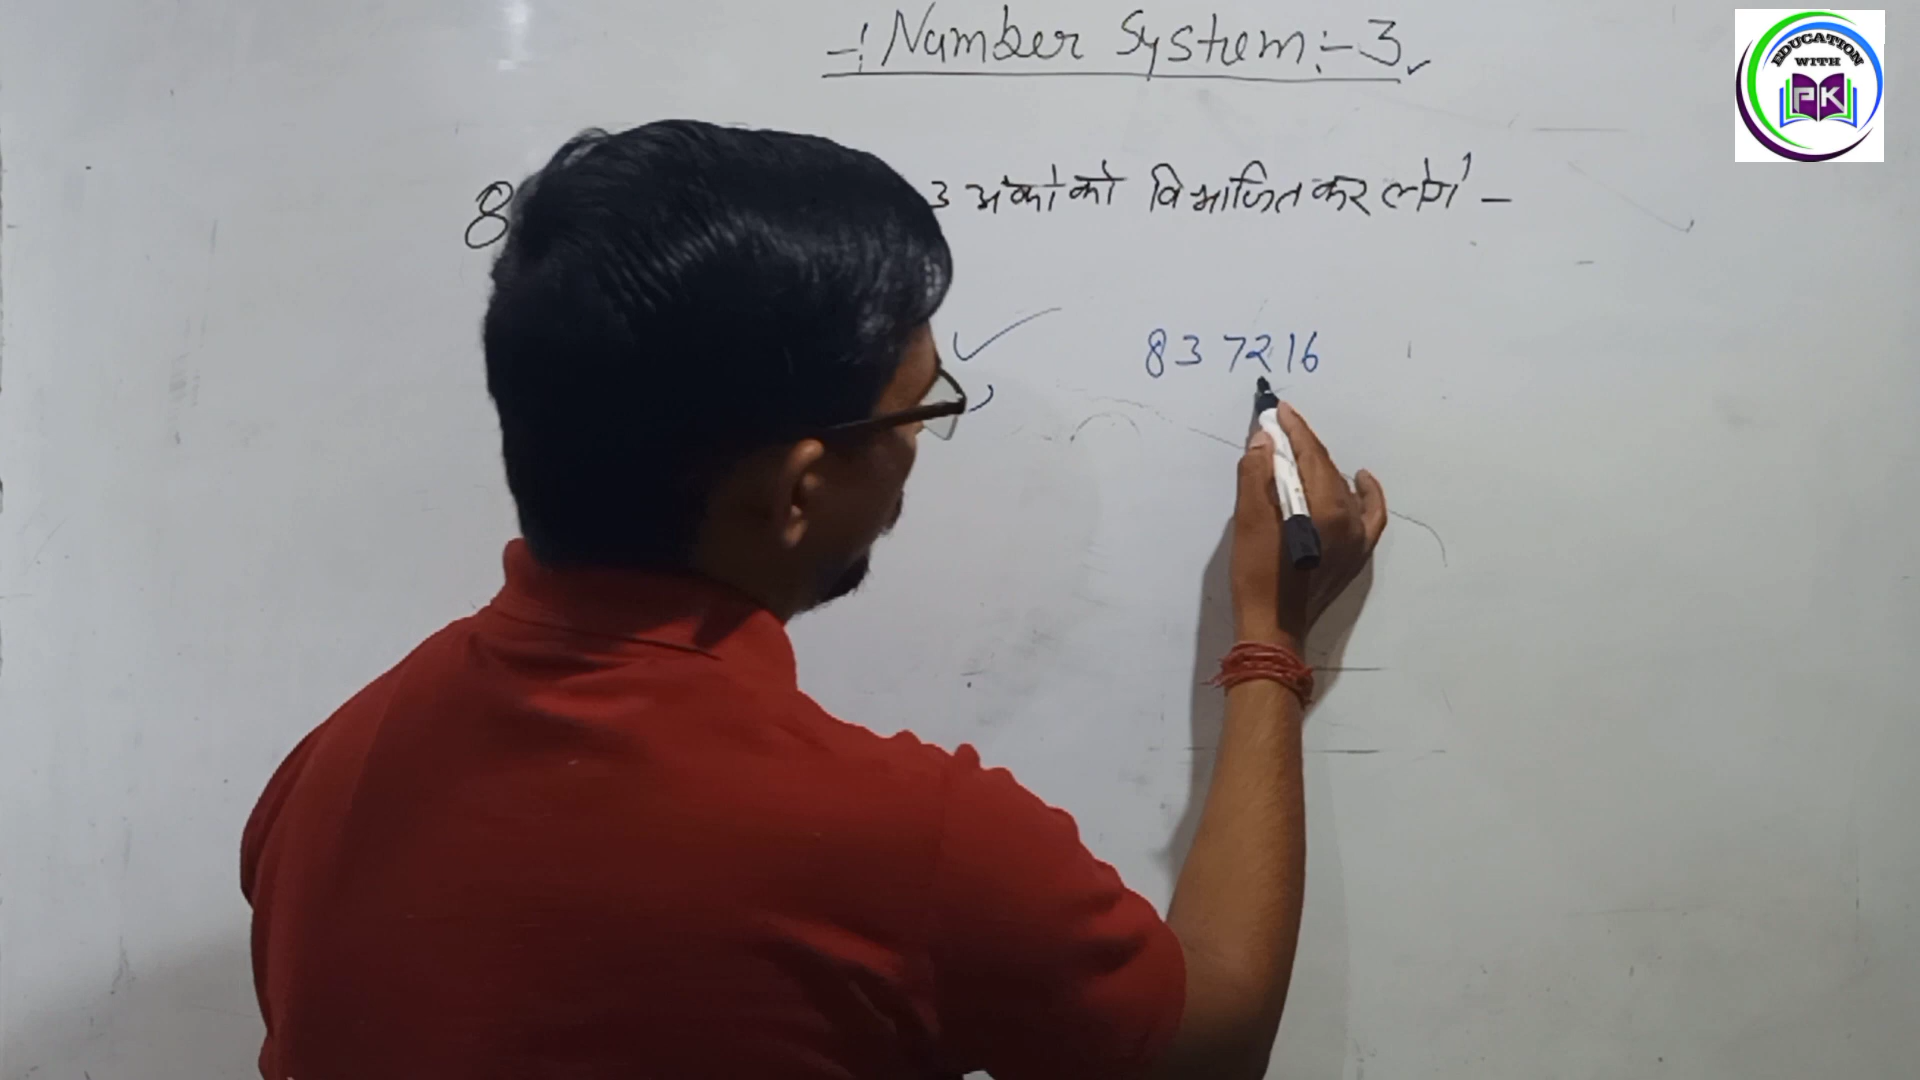 -: Number System:- 3
EDUCATION
WITH
PK
8 3 अंको को विभाजित कर लेगे -
837216